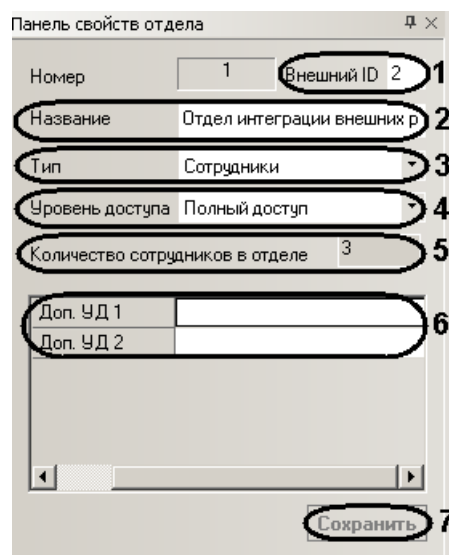 Панель свойств отдела
Номер 1 Внешний ID 2 1
Название Отдел интеграции внешних р 2
Тип Сотрудники 3
Уровень доступа Полный доступ 4
Количество сотрудников в отделе 3 5
Доп. УД 1
Доп. УД 2
6
Сохранить 7